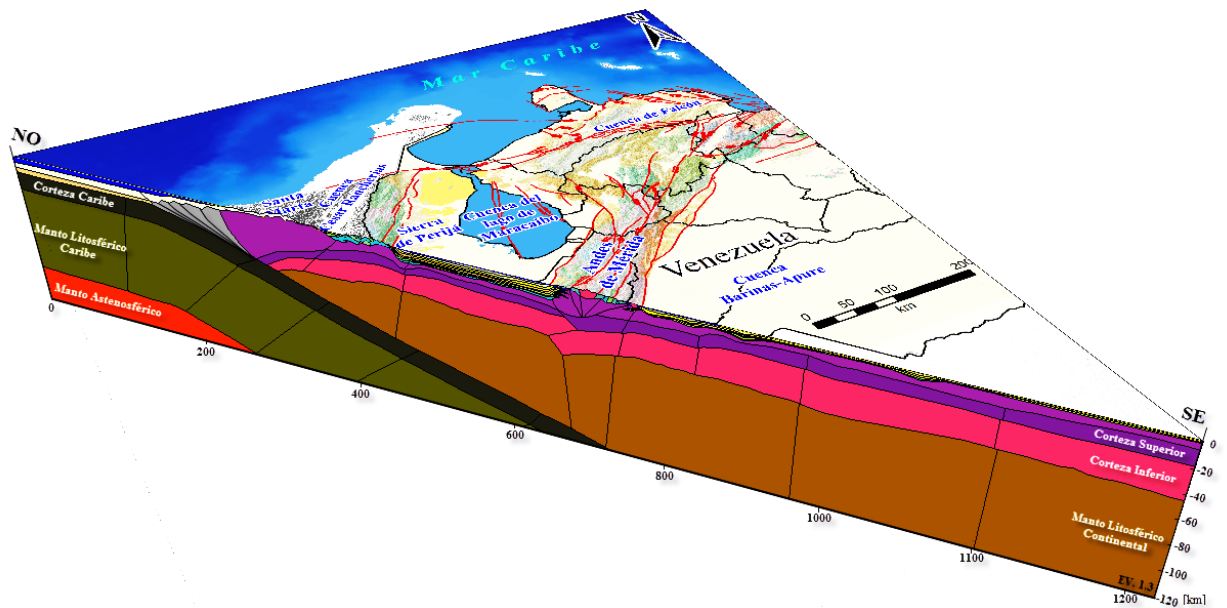 N
Mar Caribe
NO
Cuenca de Falcón
Santa
Marta
Cuenca
Cesar Rancherías
Sierra
de Perijá
Cuenca del
lago de
Maracaibo
Andes
de Mérida
Venezuela
Cuenca
Barinas-Apure
0 50 100 200
km
Corteza Caribe
Manto Litosférico
Caribe
Manto Astenosférico
0
200
400
600
800
1000
1100
1200
SE
Corteza Superior
Corteza Inferior
Manto Litosférico
Continental
EV. 1.3
0
-20
-40
-60
-80
-100
-120 [km]